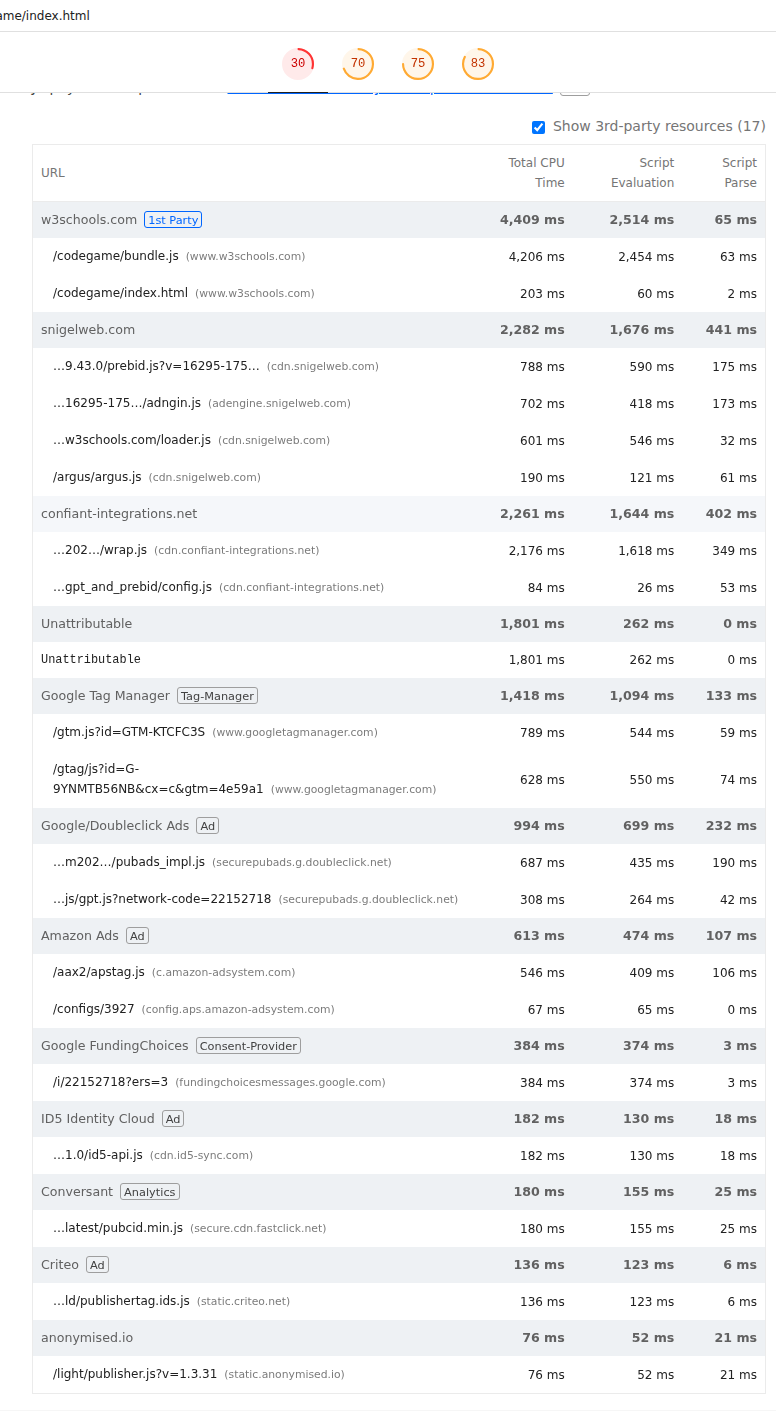 ame/index.html
30 70 75 83
Show 3rd-party resources (17)
URL Total CPU Time Script Evaluation Script Parse
w3schools.com 1st Party 4,409 ms 2,514 ms 65 ms
/codegame/bundle.js (www.w3schools.com) 4,206 ms 2,454 ms 63 ms
/codegame/index.html (www.w3schools.com) 203 ms 60 ms 2 ms
snigelweb.com 2,282 ms 1,676 ms 441 ms
…9.43.0/prebid.js?v=16295-175… (cdn.snigelweb.com) 788 ms 590 ms 175 ms
…16295-175…/adngin.js (adengine.snigelweb.com) 702 ms 418 ms 173 ms
…w3schools.com/loader.js (cdn.snigelweb.com) 601 ms 546 ms 32 ms
/argus/argus.js (cdn.snigelweb.com) 190 ms 121 ms 61 ms
confiant-integrations.net 2,261 ms 1,644 ms 402 ms
…202…/wrap.js (cdn.confiant-integrations.net) 2,176 ms 1,618 ms 349 ms
…gpt_and_prebid/config.js (cdn.confiant-integrations.net) 84 ms 26 ms 53 ms
Unattributable 1,801 ms 262 ms 0 ms
Unattributable 1,801 ms 262 ms 0 ms
Google Tag Manager Tag-Manager 1,418 ms 1,094 ms 133 ms
/gtm.js?id=GTM-KTCFC3S (www.googletagmanager.com) 789 ms 544 ms 59 ms
/gtag/js?id=G-
9YNMTB56NB&cx=c&gtm=4e59a1 (www.googletagmanager.com) 628 ms 550 ms 74 ms
Google/Doubleclick Ads Ad 994 ms 699 ms 232 ms
…m202…/pubads_impl.js (securepubads.g.doubleclick.net) 687 ms 435 ms 190 ms
…js/gpt.js?network-code=22152718 (securepubads.g.doubleclick.net) 308 ms 264 ms 42 ms
Amazon Ads Ad 613 ms 474 ms 107 ms
/aax2/apstag.js (c.amazon-adsystem.com) 546 ms 409 ms 106 ms
/configs/3927 (config.aps.amazon-adsystem.com) 67 ms 65 ms 0 ms
Google FundingChoices Consent-Provider 384 ms 374 ms 3 ms
/i/22152718?ers=3 (fundingchoicesmessages.google.com) 384 ms 374 ms 3 ms
ID5 Identity Cloud Ad 182 ms 130 ms 18 ms
…1.0/id5-api.js (cdn.id5-sync.com) 182 ms 130 ms 18 ms
Conversant Analytics 180 ms 155 ms 25 ms
…latest/pubcid.min.js (secure.cdn.fastclick.net) 180 ms 155 ms 25 ms
Criteo Ad 136 ms 123 ms 6 ms
…ld/publishertag.ids.js (static.criteo.net) 136 ms 123 ms 6 ms
anonymised.io 76 ms 52 ms 21 ms
/light/publisher.js?v=1.3.31 (static.anonymised.io) 76 ms 52 ms 21 ms